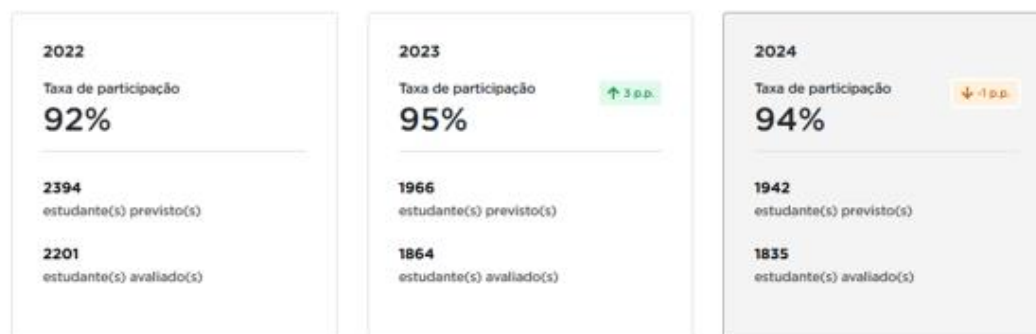 2022
Taxa de participação
92%
2394
estudante(s) previsto(s)
2201
estudante(s) avaliado(s)
2023
Taxa de participação
↑ 3 p.p.
95%
1966
estudante(s) previsto(s)
1864
estudante(s) avaliado(s)
2024
Taxa de participação
↓ -1 p.p.
94%
1942
estudante(s) previsto(s)
1835
estudante(s) avaliado(s)